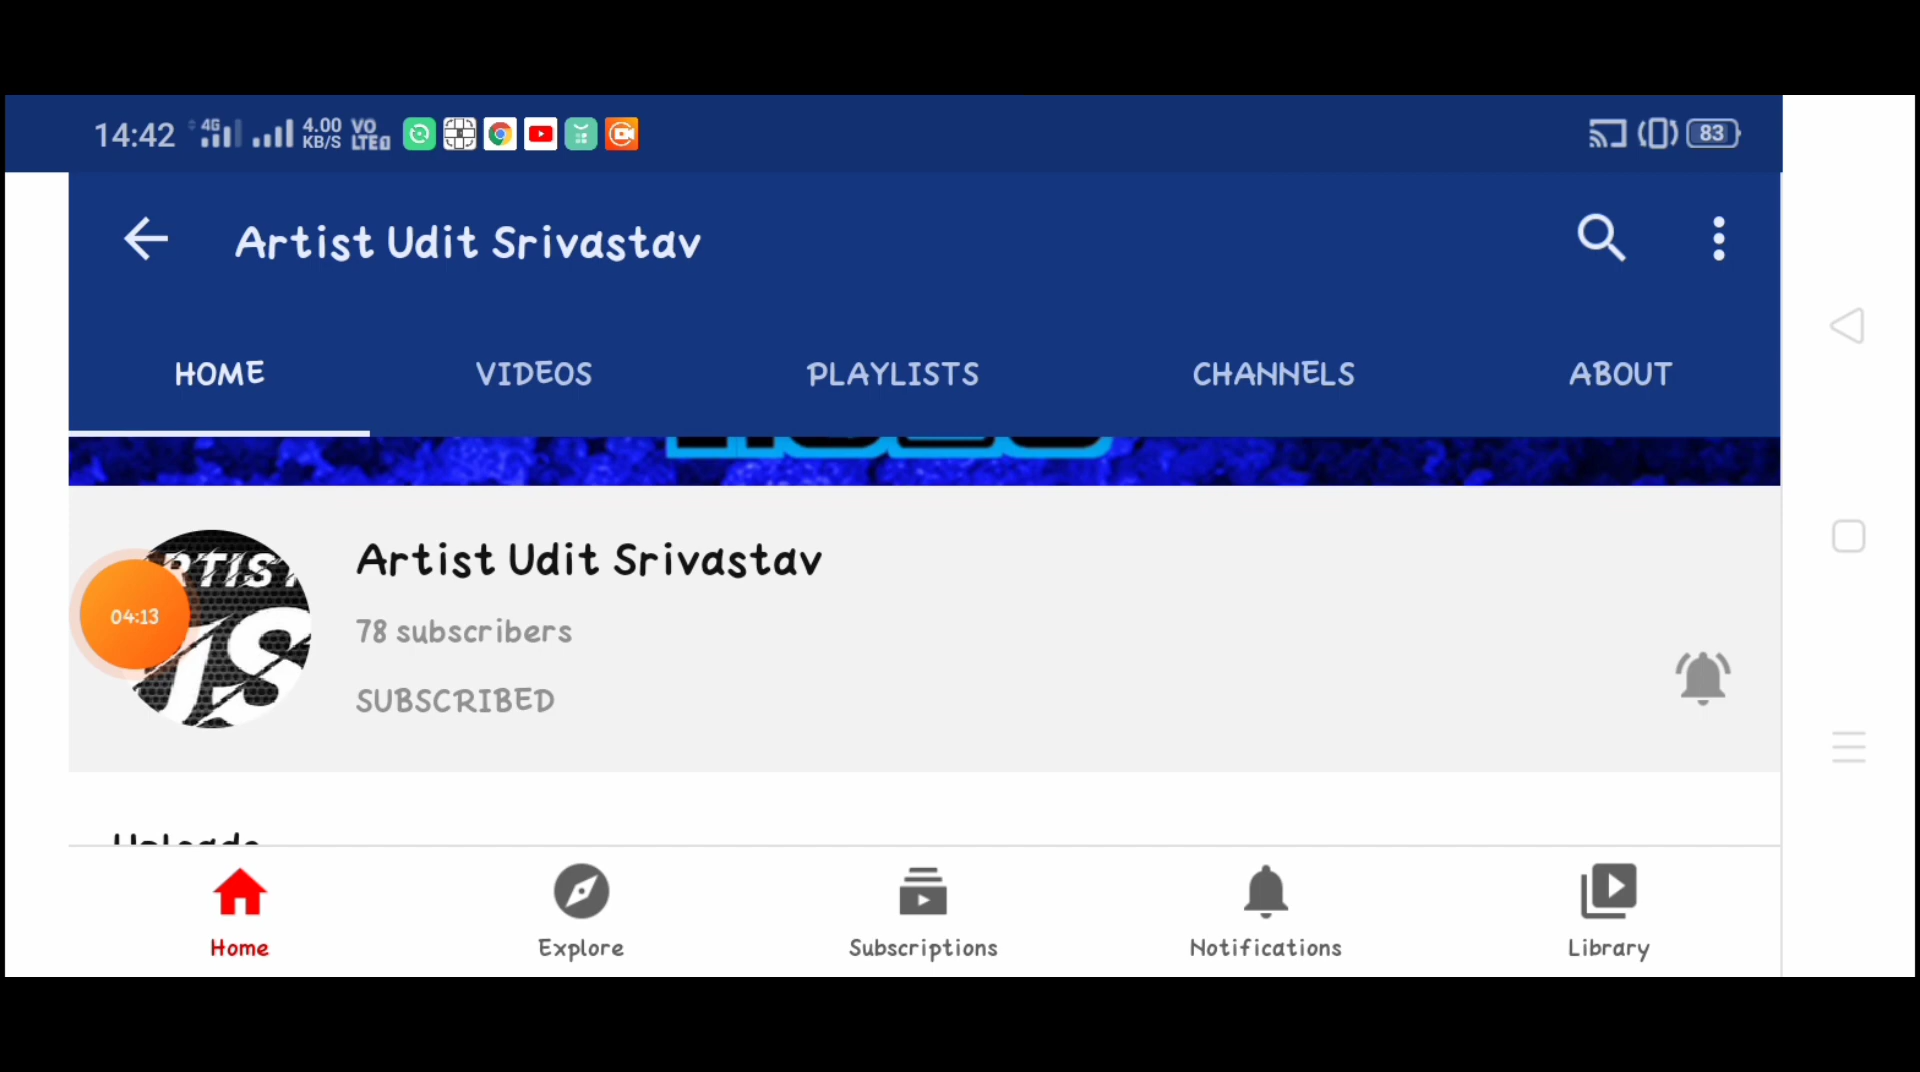 14:42 4G 4.00 KB/S VO LTE 83
Artist Udit Srivastav
HOME VIDEOS PLAYLISTS CHANNELS ABOUT
Artist Udit Srivastav
04:13
78 subscribers
SUBSCRIBED
Uploads
Home Explore Subscriptions Notifications Library